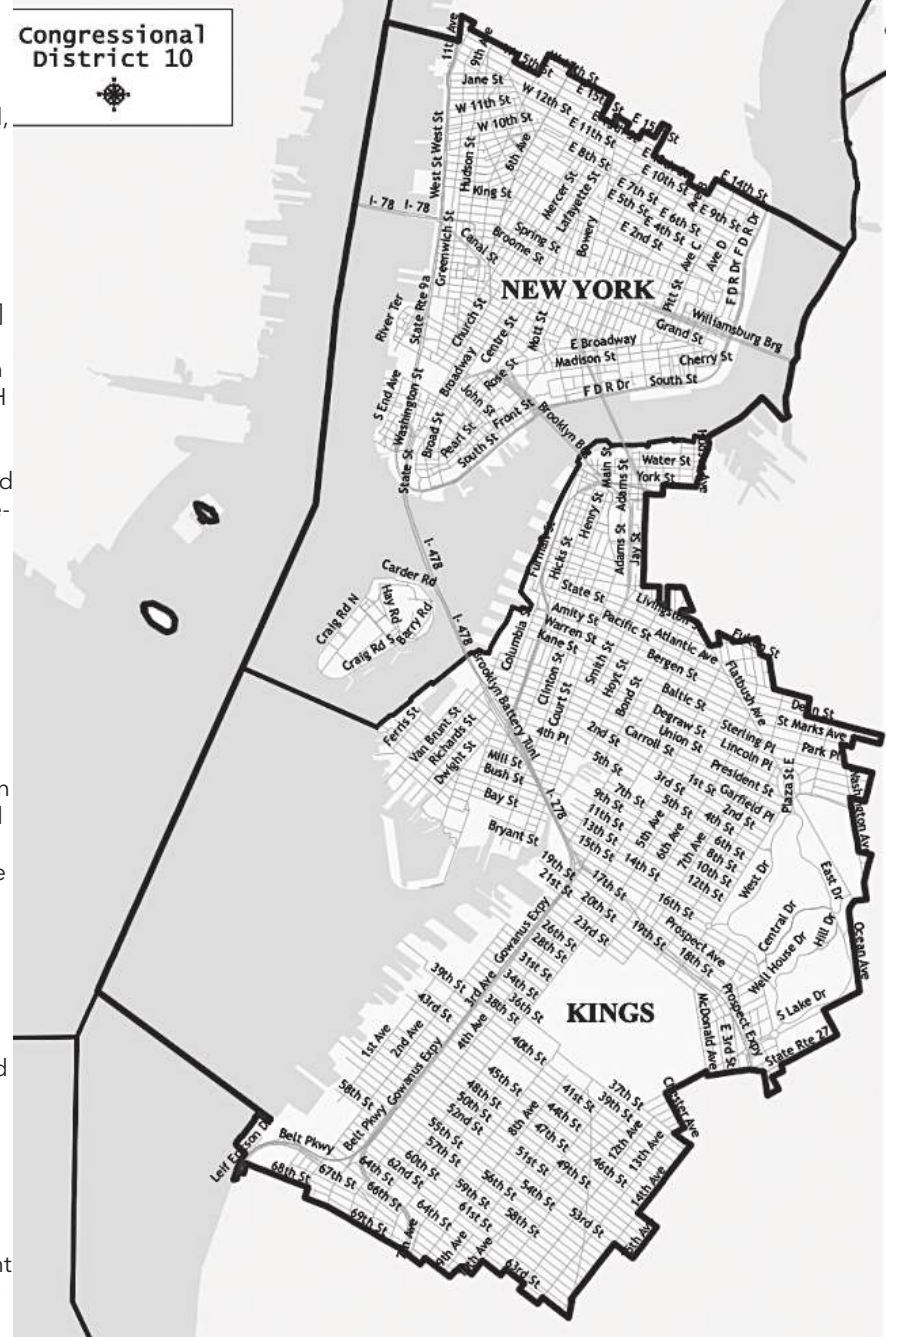 Congressional
District 10
11th Ave
9th Ave
W 15th St
Jane St
W 12th St
E 15th St
W 11th St
W 10th St
E 11th St
E 8th St
6th Ave
West St
West St
Hudson St
King St
Mercer St
Lafayette St
E 10th St
E 14th St
E 7th St
E 5th St
E 6th St
E 9th St
E 4th St
E 2nd St
I- 78
I- 78
Greenwich St
Canal St
Broome St
Spring St
Bowery
Ave C
Ave D
F D R Dr
F D R Dr
NEW YORK
Pitt St
River Ter
State Rte 9a
Church St
Centre St
Mott St
Grand St
Williamsburg Brg
E Broadway
Madison St
Cherry St
Broadway
Rose St
F D R Dr
South St
S End Ave
Washington St
John St
Broad St
Pearl St
Front St
South St
State St
Brooklyn B
Main St
Water St
York St
Adams St
Henry St
Furman St
Hicks St
Adams St
Jay St
I- 478
Carder Rd
Craig Rd N
Hay Rd
Barry Rd
Craig Rd S
I- 478
State St
Livingston
Amity St
Pacific St
Atlantic Ave
Fulton St
Columbia
Warren St
Kane St
Smith St
Bergen St
Flatbush Ave
Clinton St
Hoyt St
Bond St
Baltic St
Court St
Dean St
St Marks Ave
Park Pl
Brooklyn Battery Tunl
Ferris St
Van Brunt St
Richards St
Dwight St
4th Pl
2nd St
Degraw St
Union St
Carroll St
Sterling Pl
Lincoln Pl
President St
Plaza St E
Mill St
Bush St
Bay St
5th St
3rd St
1st St
Garfield Pl
7th St
5th St
2nd St
4th St
Washington Ave
I- 278
9th St
11th St
13th St
15th St
5th Ave
6th Ave
7th Ave
6th St
8th St
10th St
12th St
Bryant St
19th St
21st St
17th St
14th St
16th St
West Dr
East Dr
20th St
23rd St
19th St
Prospect Ave
18th St
Central Dr
Well House Dr
Hill Dr
Ocean Ave
Gowanus Expy
26th St
28th St
31st St
34th St
36th St
38th St
3rd Ave
39th St
43rd St
KINGS
McDonald Ave
E 3rd St
Prospect Expy
S Lake Dr
State Rte 27
1st Ave
2nd Ave
4th Ave
40th St
Gowanus Expy
58th St
45th St
48th St
50th St
52nd St
55th St
57th St
41st St
44th St
47th St
37th St
39th St
8th Ave
12th Ave
13th Ave
14th Ave
Belt Pkwy
Belt Pkwy
51st St
49th St
46th St
68th St
67th St
64th St
62nd St
60th St
66th St
59th St
56th St
54th St
53rd St
64th St
61st St
58th St
69th St
9th Ave
63rd St